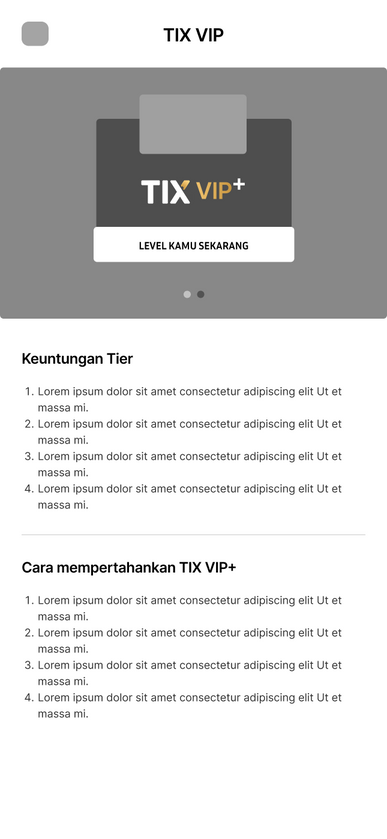 TIX VIP
TIX VIP+
LEVEL KAMU SEKARANG
Keuntungan Tier
1. Lorem ipsum dolor sit amet consectetur adipiscing elit Ut et
massa mi.
2. Lorem ipsum dolor sit amet consectetur adipiscing elit Ut et
massa mi.
3. Lorem ipsum dolor sit amet consectetur adipiscing elit Ut et
massa mi.
4. Lorem ipsum dolor sit amet consectetur adipiscing elit Ut et
massa mi.
Cara mempertahankan TIX VIP+
1. Lorem ipsum dolor sit amet consectetur adipiscing elit Ut et
massa mi.
2. Lorem ipsum dolor sit amet consectetur adipiscing elit Ut et
massa mi.
3. Lorem ipsum dolor sit amet consectetur adipiscing elit Ut et
massa mi.
4. Lorem ipsum dolor sit amet consectetur adipiscing elit Ut et
massa mi.